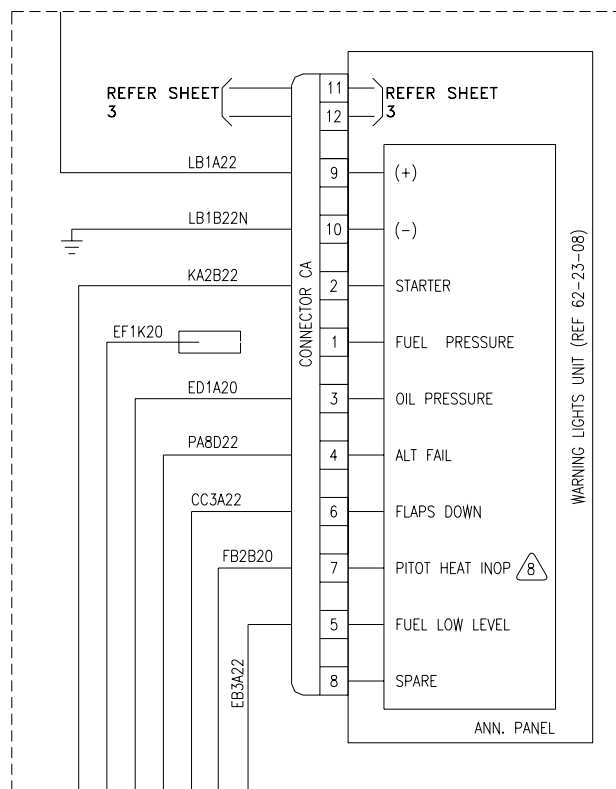 REFER SHEET
3
11
12
REFER SHEET
3
LB1A22
9
(+)
LB1B22N
10
(-)
KA2B22
2
STARTER
EF1K20
1
FUEL PRESSURE
ED1A20
3
OIL PRESSURE
PA8D22
4
ALT FAIL
CC3A22
6
FLAPS DOWN
FB2B20
7
PITOT HEAT INOP 8
5
FUEL LOW LEVEL
EB3A22
8
SPARE
CONNECTOR CA
WARNING LIGHTS UNIT (REF 62-23-08)
ANN. PANEL